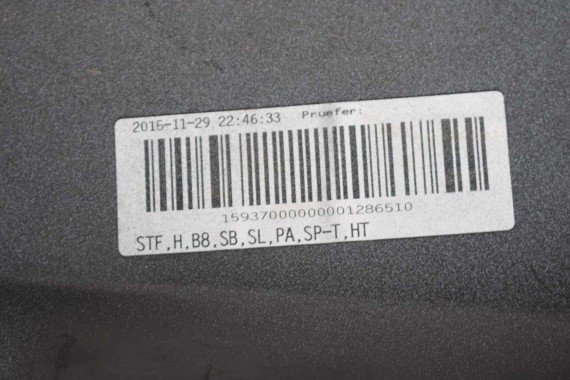 2015-11-29 22:46:33 Pruefer:
15937000000001286510
STF,H,B8,SB,SL,PA,SP-T,HT